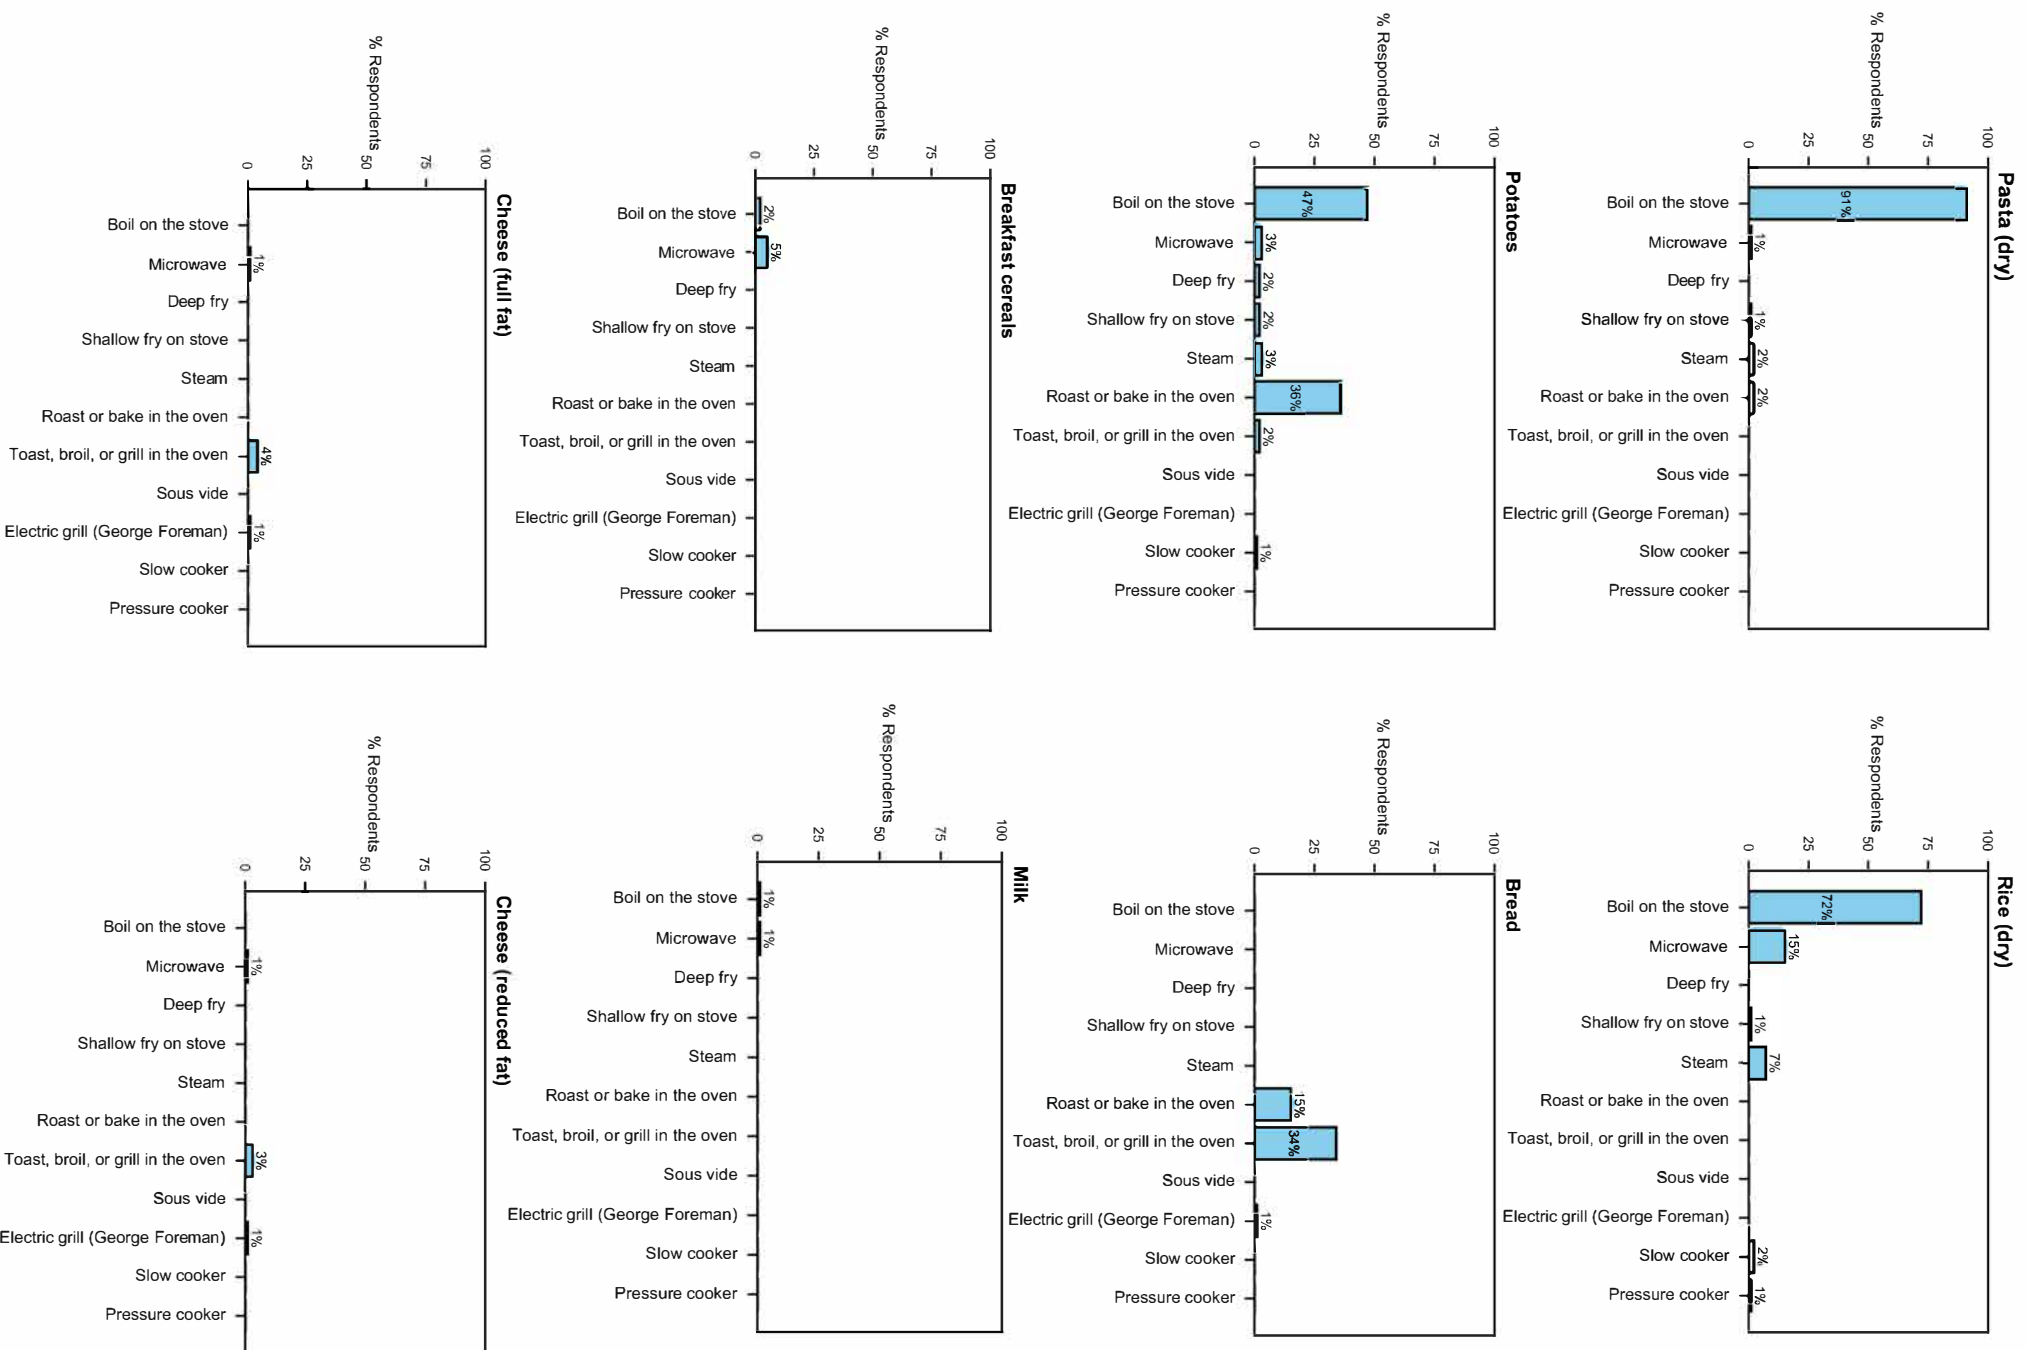 Pasta (dry)
% Respondents
100
75
50
25
0
91%
1%
1%
2%
2%
Boil on the stove
Microwave
Deep fry
Shallow fry on stove
Steam
Roast or bake in the oven
Toast, broil, or grill in the oven
Sous vide
Electric grill (George Foreman)
Slow cooker
Pressure cooker
Rice (dry)
% Respondents
100
75
50
25
0
72%
15%
1%
7%
2%
1%
Boil on the stove
Microwave
Deep fry
Shallow fry on stove
Steam
Roast or bake in the oven
Toast, broil, or grill in the oven
Sous vide
Electric grill (George Foreman)
Slow cooker
Pressure cooker
Potatoes
% Respondents
100
75
50
25
0
47%
3%
2%
2%
3%
36%
2%
1%
Boil on the stove
Microwave
Deep fry
Shallow fry on stove
Steam
Roast or bake in the oven
Toast, broil, or grill in the oven
Sous vide
Electric grill (George Foreman)
Slow cooker
Pressure cooker
Bread
% Respondents
100
75
50
25
0
15%
34%
1%
Boil on the stove
Microwave
Deep fry
Shallow fry on stove
Steam
Roast or bake in the oven
Toast, broil, or grill in the oven
Sous vide
Electric grill (George Foreman)
Slow cooker
Pressure cooker
Breakfast cereals
% Respondents
100
75
50
25
0
2%
5%
Boil on the stove
Microwave
Deep fry
Shallow fry on stove
Steam
Roast or bake in the oven
Toast, broil, or grill in the oven
Sous vide
Electric grill (George Foreman)
Slow cooker
Pressure cooker
Milk
% Respondents
100
75
50
25
0
1%
1%
Boil on the stove
Microwave
Deep fry
Shallow fry on stove
Steam
Roast or bake in the oven
Toast, broil, or grill in the oven
Sous vide
Electric grill (George Foreman)
Slow cooker
Pressure cooker
Cheese (full fat)
% Respondents
100
75
50
25
0
1%
4%
1%
Boil on the stove
Microwave
Deep fry
Shallow fry on stove
Steam
Roast or bake in the oven
Toast, broil, or grill in the oven
Sous vide
Electric grill (George Foreman)
Slow cooker
Pressure cooker
Cheese (reduced fat)
% Respondents
100
75
50
25
0
1%
3%
1%
Boil on the stove
Microwave
Deep fry
Shallow fry on stove
Steam
Roast or bake in the oven
Toast, broil, or grill in the oven
Sous vide
Electric grill (George Foreman)
Slow cooker
Pressure cooker